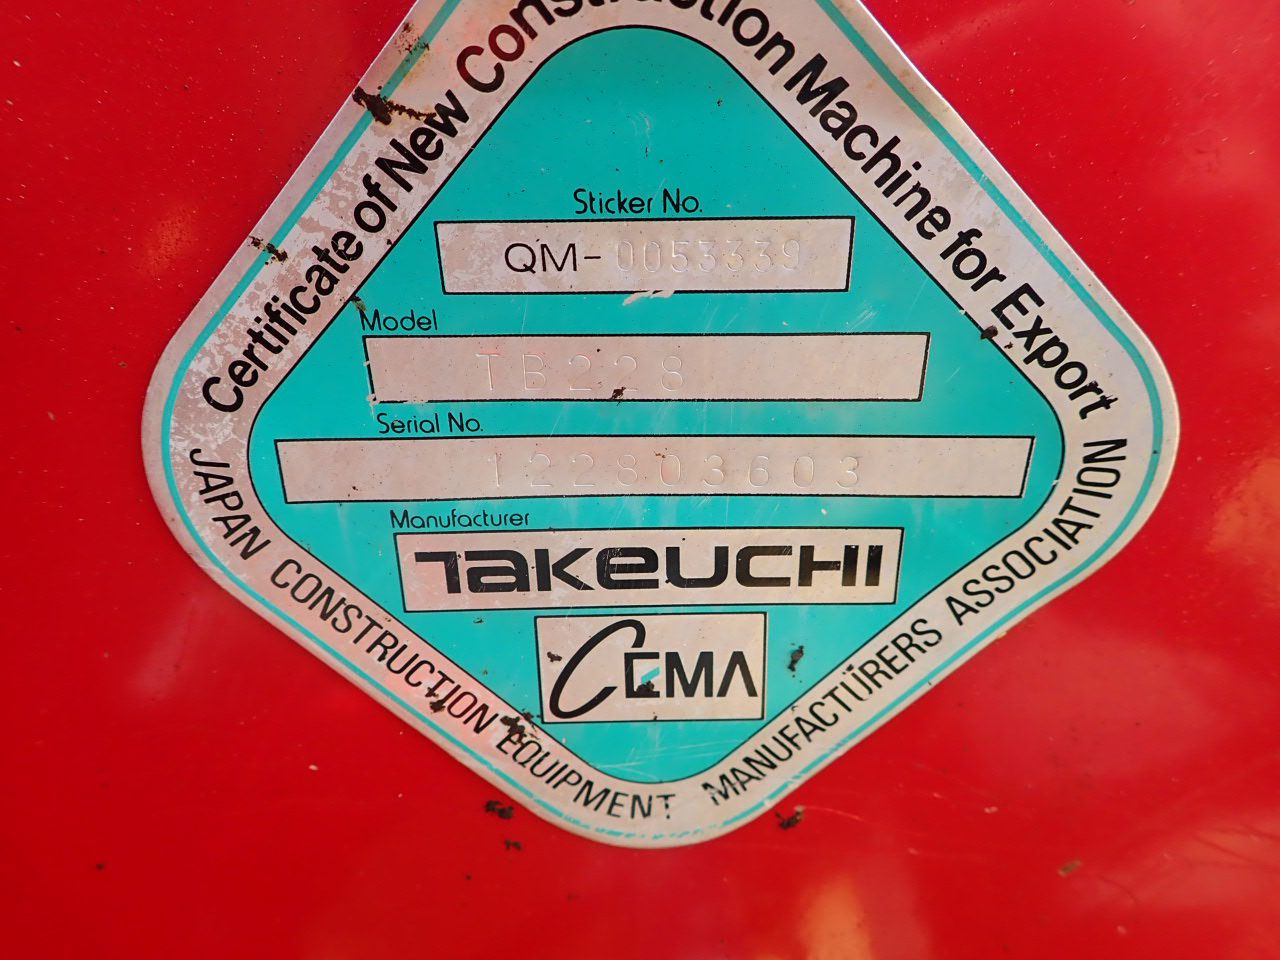 Certificate of New Construction Machine for Export
Sticker No.
QM-0053339
Model
TB228
Serial No.
122803603
Manufacturer
TAKEUCHI
CEMA
JAPAN CONSTRUCTION EQUIPMENT MANUFACTURERS ASSOCIATION